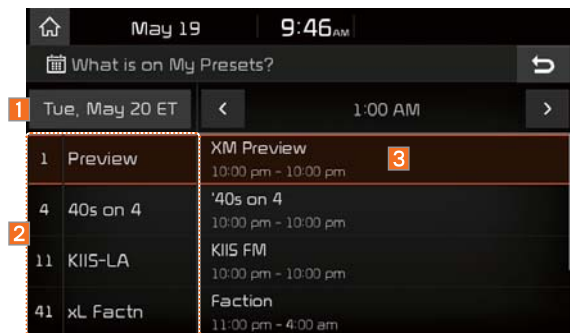 May 19 9:46AM
What is on My Presets?
1 Tue, May 20 ET < 1:00 AM >
2
1 Preview XM Preview 3
10:00 pm - 10:00 pm
4 40s on 4 '40s on 4
10:00 pm - 10:00 pm
11 KIIS-LA KIIS FM
10:00 pm - 10:00 pm
41 xL Factn Faction
11:00 pm - 4:00 am